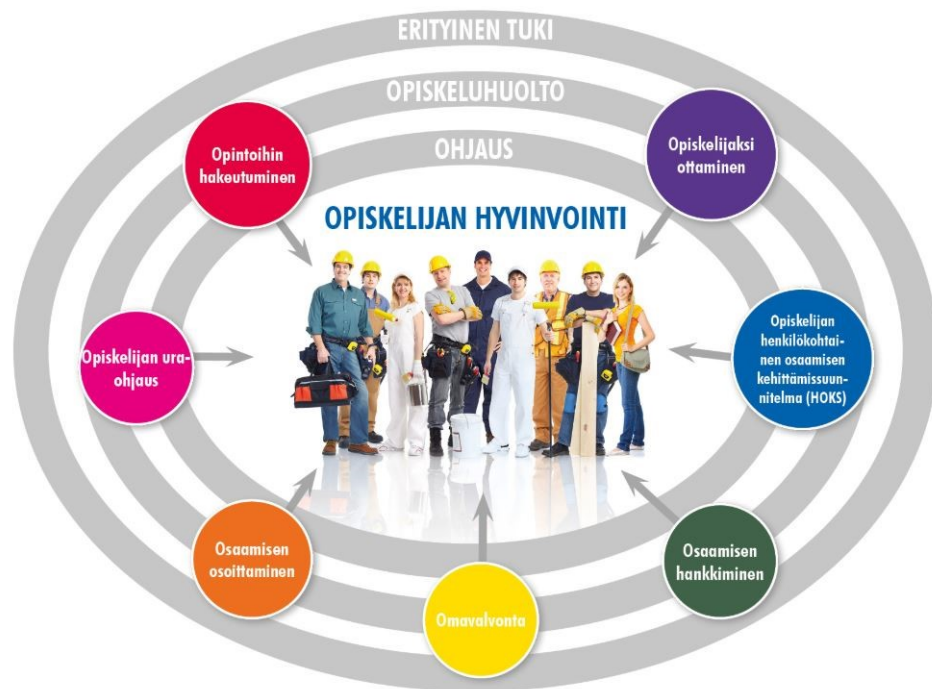 ERITYINEN TUKI
OPISKELUHUOLTO
OHJAUS
OPISKELIJAN HYVINVOINTI
Opintoihin
hakeutuminen
Opiskelijaksi
ottaminen
Opiskelijan ura-
ohjaus
Opiskelijan
henkilökohtai-
nen osaamisen
kehittämissuun-
nitelma (HOKS)
Osaamisen
osoittaminen
Omavalvonta
Osaamisen
hankkiminen